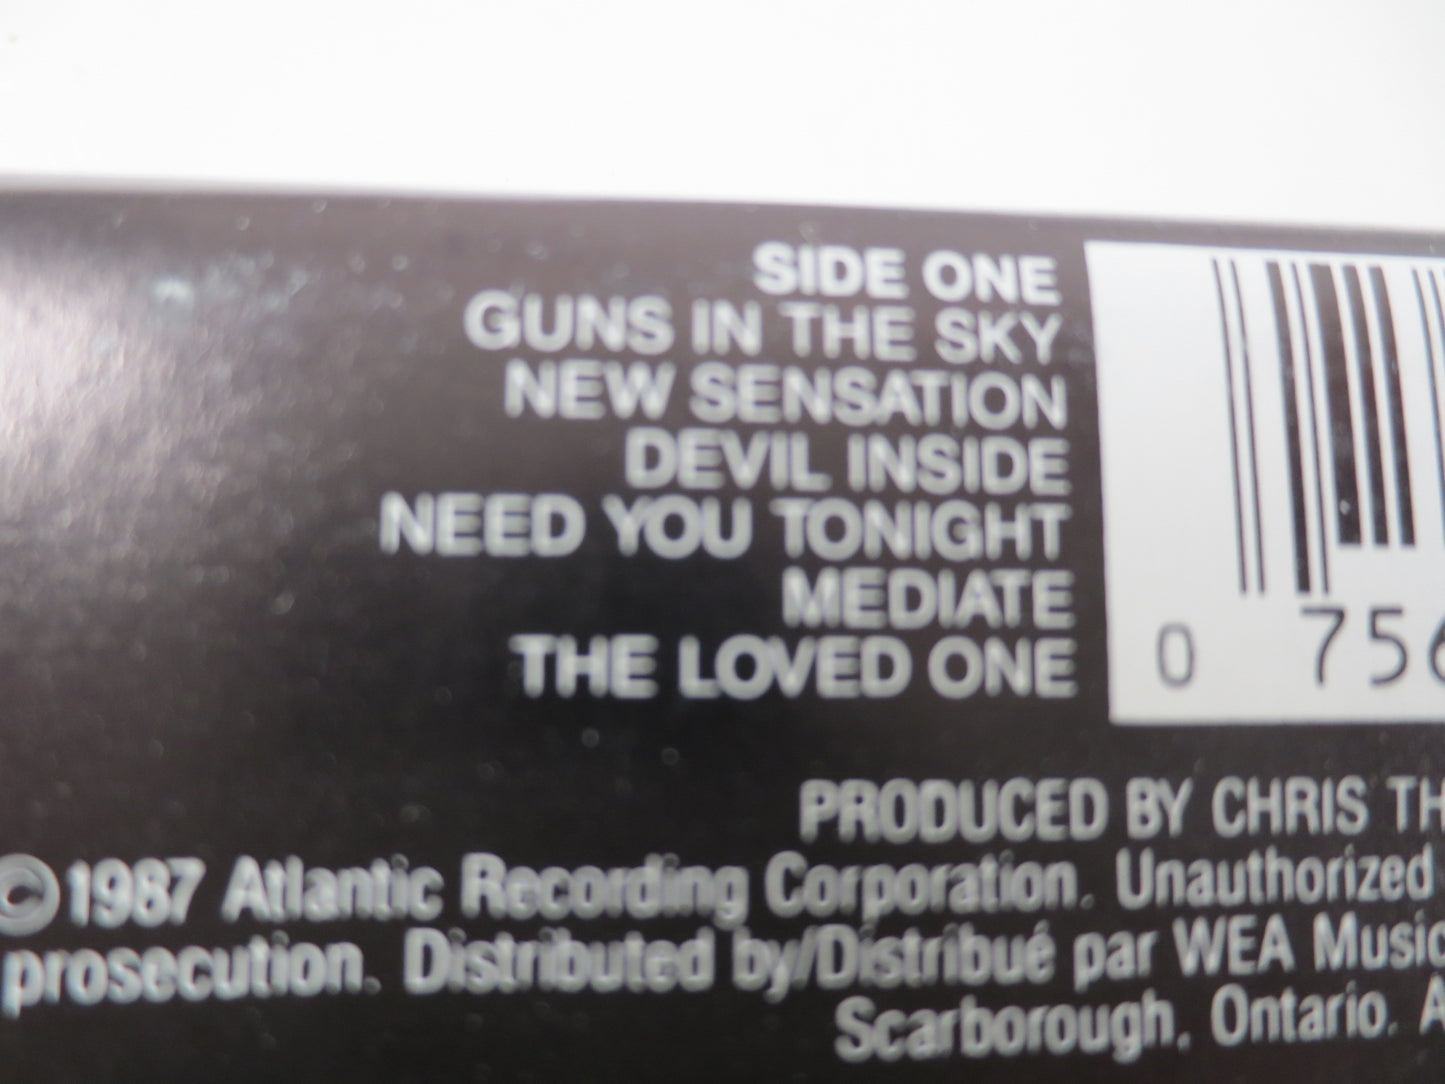 SIDE ONE
GUNS IN THE SKY
NEW SENSATION
DEVIL INSIDE
NEED YOU TONIGHT
MEDIATE
THE LOVED ONE
0 756
PRODUCED BY CHRIS TH
©1987 Atlantic Recording Corporation. Unauthorized
prosecution. Distributed by/Distribué par WEA Music
Scarborough, Ontario. A